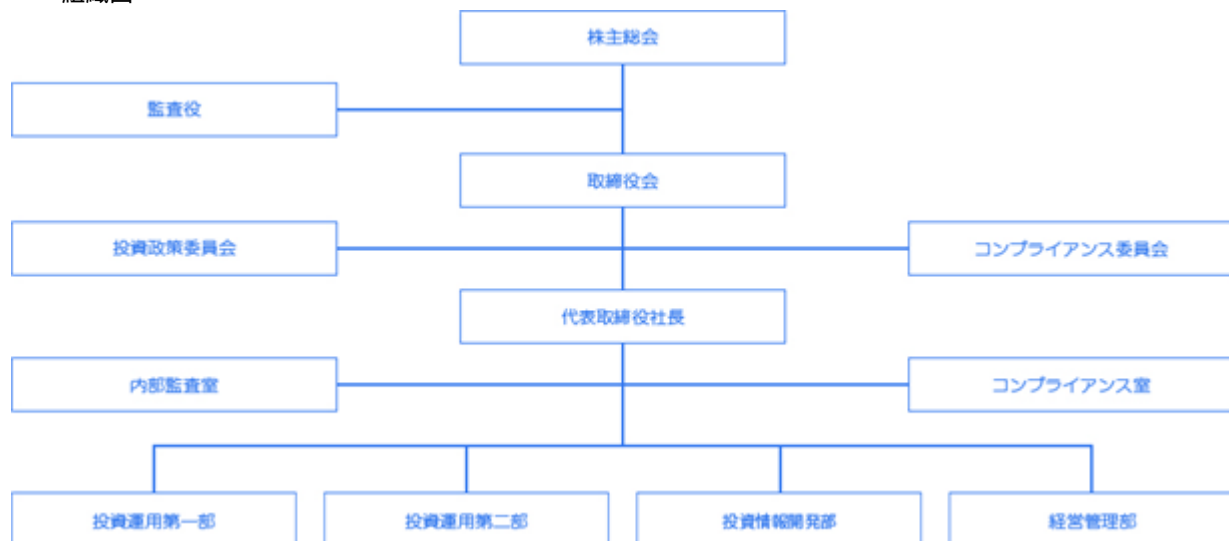 株主総会
監査役
取締役会
投資政策委員会
コンプライアンス委員会
代表取締役社長
内部監査室
コンプライアンス室
投資運用第一部
投資運用第二部
投資情報開発部
経営管理部